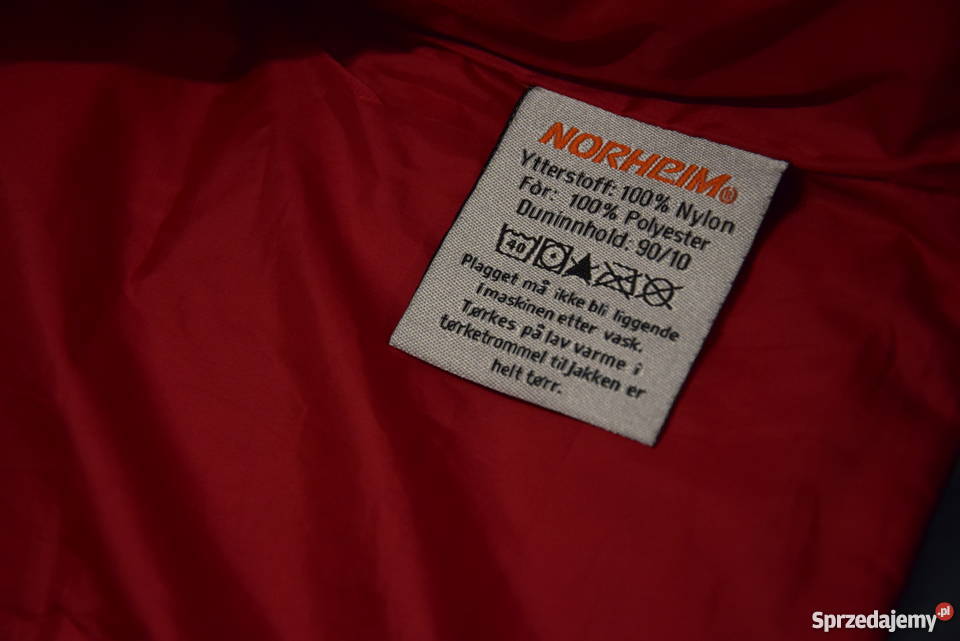 NORHEIM®
Ytterstoff: 100% Nylon
Fòr: 100% Polyester
Duninnhold: 90/10
40
Plagget må ikke bli liggende
i maskinen etter vask.
Tørkes på lav varme i
tørketrommel til jakken er
helt tørr.
Sprzedajemy.pl